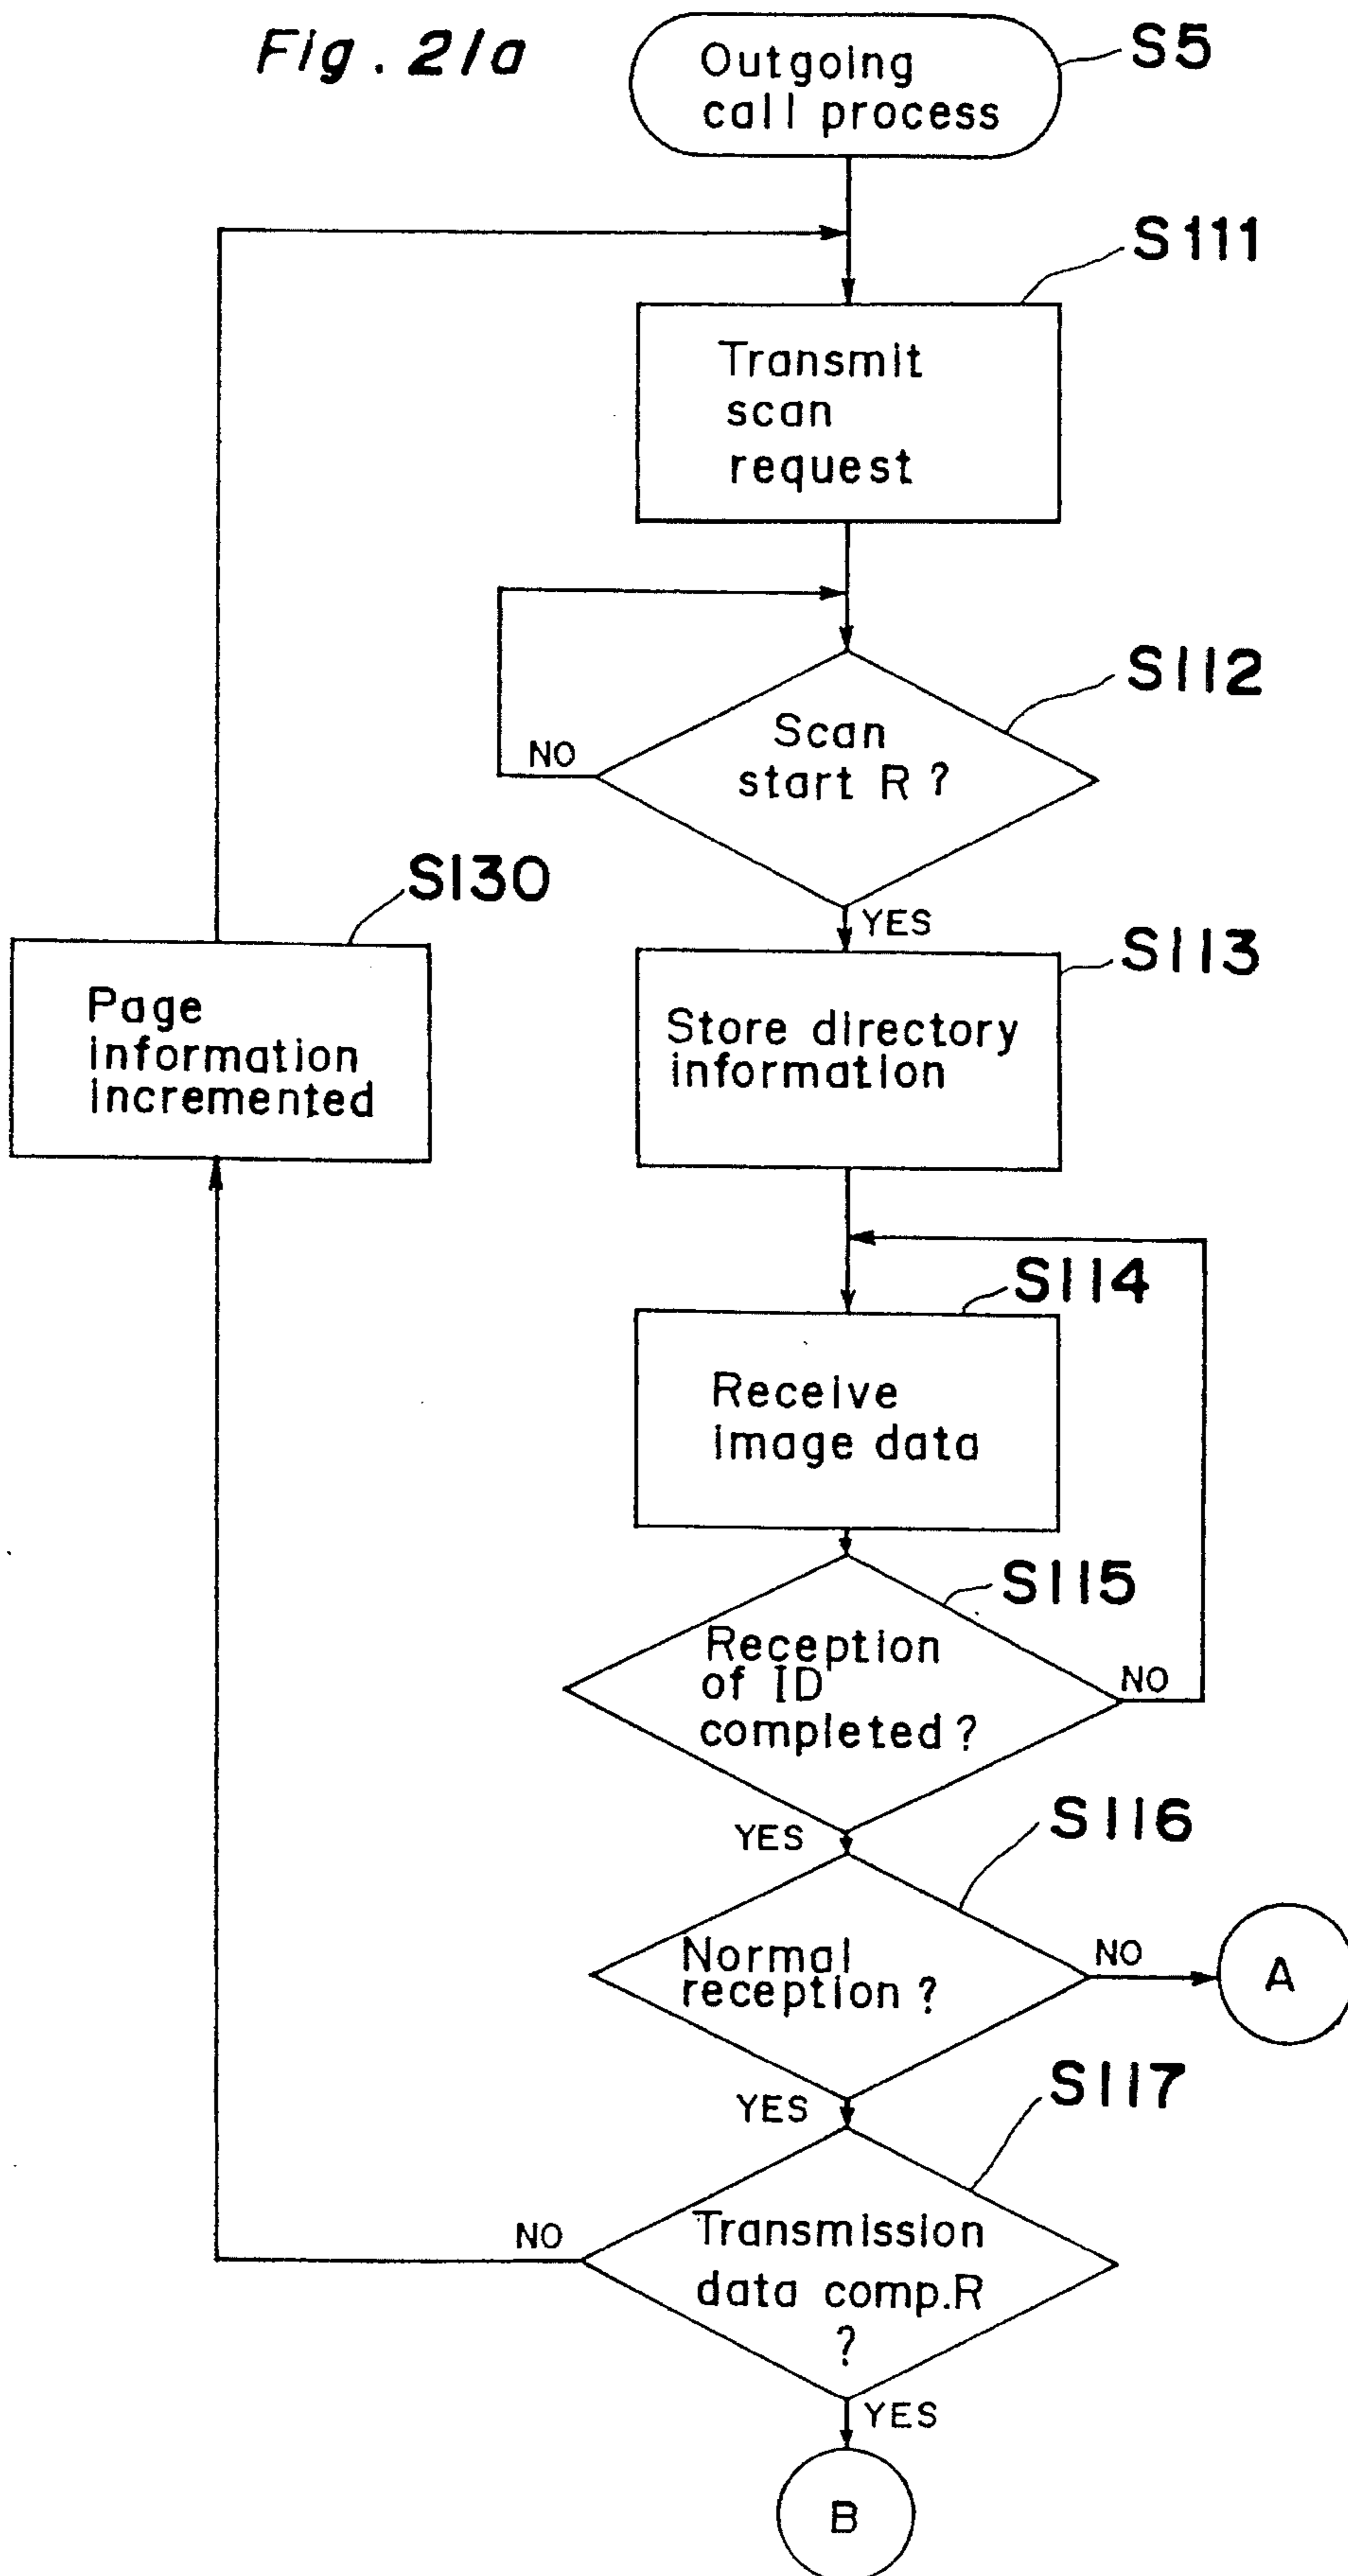 Fig. 21a
Outgoing
call process
S5
S111
Transmit
scan
request
S112
Scan
start R ?
NO
YES
S130
Page
information
incremented
S113
Store directory
information
S114
Receive
image data
S115
Reception
of ID
completed ?
NO
YES
S116
Normal
reception ?
NO
A
YES
S117
Transmission
data comp.R
?
NO
YES
B